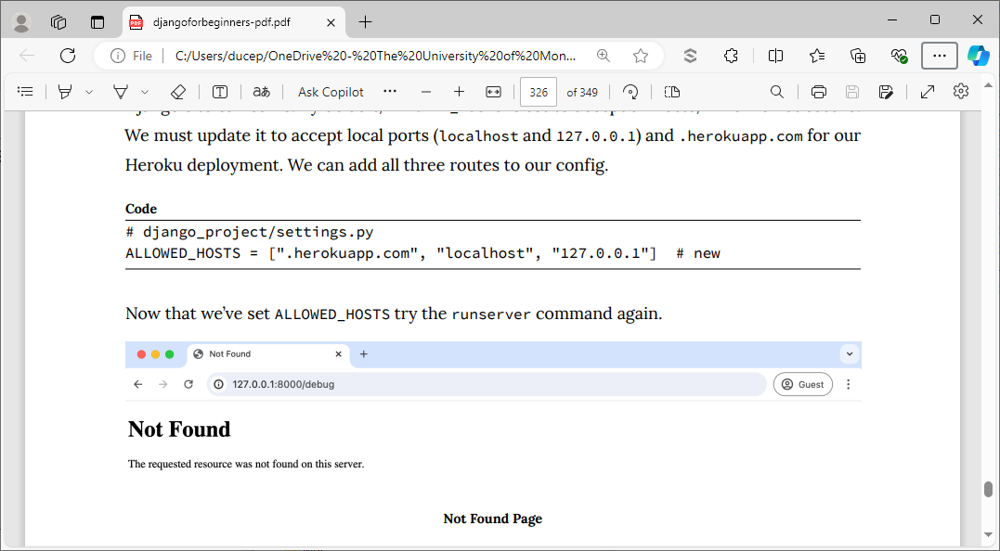 djangoforbeginners-pdf.pdf
File
C:/Users/ducep/OneDrive%20-%20The%20University%20of%20Mon...
Ask Copilot
326 of 349
We must update it to accept local ports (localhost and 127.0.0.1) and .herokuapp.com for our
Heroku deployment. We can add all three routes to our config.
Code
# django_project/settings.py
ALLOWED_HOSTS = [".herokuapp.com", "localhost", "127.0.0.1"]  # new
Now that we’ve set ALLOWED_HOSTS try the runserver command again.
Not Found
127.0.0.1:8000/debug
Guest
Not Found
The requested resource was not found on this server.
Not Found Page